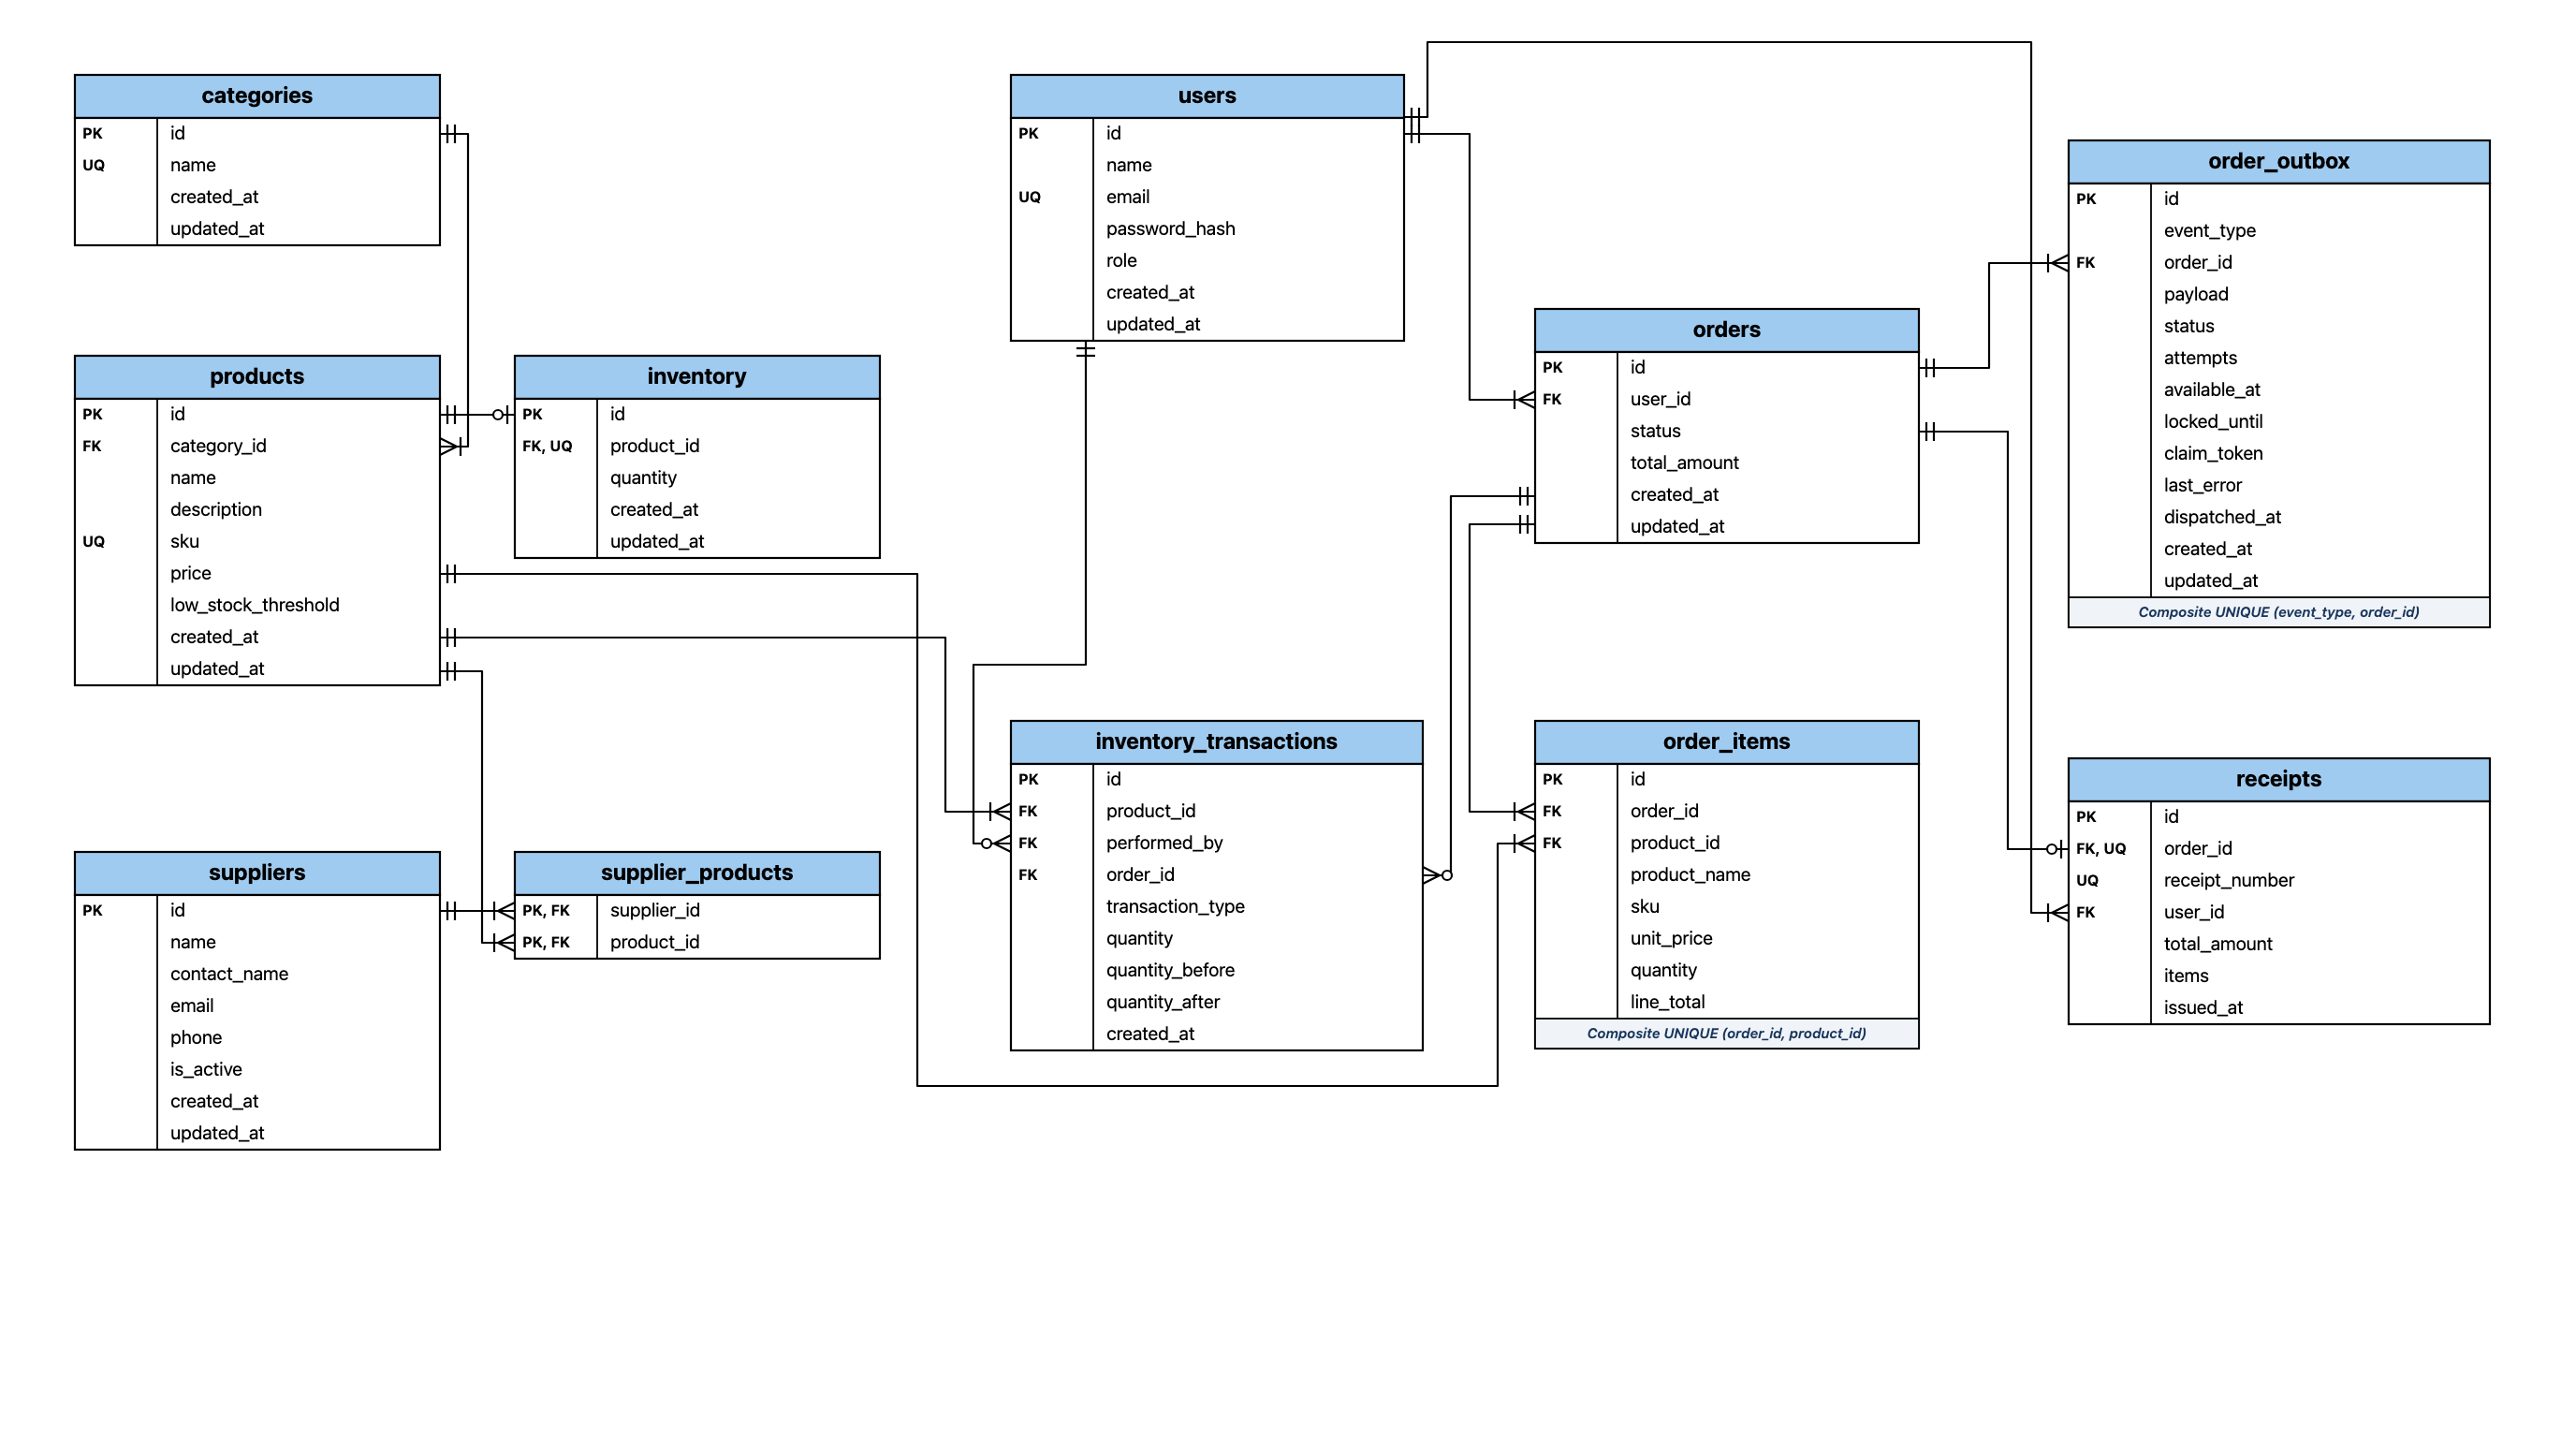 categories
PK id
UQ name
created_at
updated_at
products
PK id
FK category_id
name
description
UQ sku
price
low_stock_threshold
created_at
updated_at
inventory
PK id
FK, UQ product_id
quantity
created_at
updated_at
suppliers
PK id
name
contact_name
email
phone
is_active
created_at
updated_at
supplier_products
PK, FK supplier_id
PK, FK product_id
users
PK id
name
UQ email
password_hash
role
created_at
updated_at
inventory_transactions
PK id
FK product_id
FK performed_by
FK order_id
transaction_type
quantity
quantity_before
quantity_after
created_at
orders
PK id
FK user_id
status
total_amount
created_at
updated_at
order_items
PK id
FK order_id
FK product_id
product_name
sku
unit_price
quantity
line_total
Composite UNIQUE (order_id, product_id)
order_outbox
PK id
event_type
FK order_id
payload
status
attempts
available_at
locked_until
claim_token
last_error
dispatched_at
created_at
updated_at
Composite UNIQUE (event_type, order_id)
receipts
PK id
FK, UQ order_id
UQ receipt_number
FK user_id
total_amount
items
issued_at